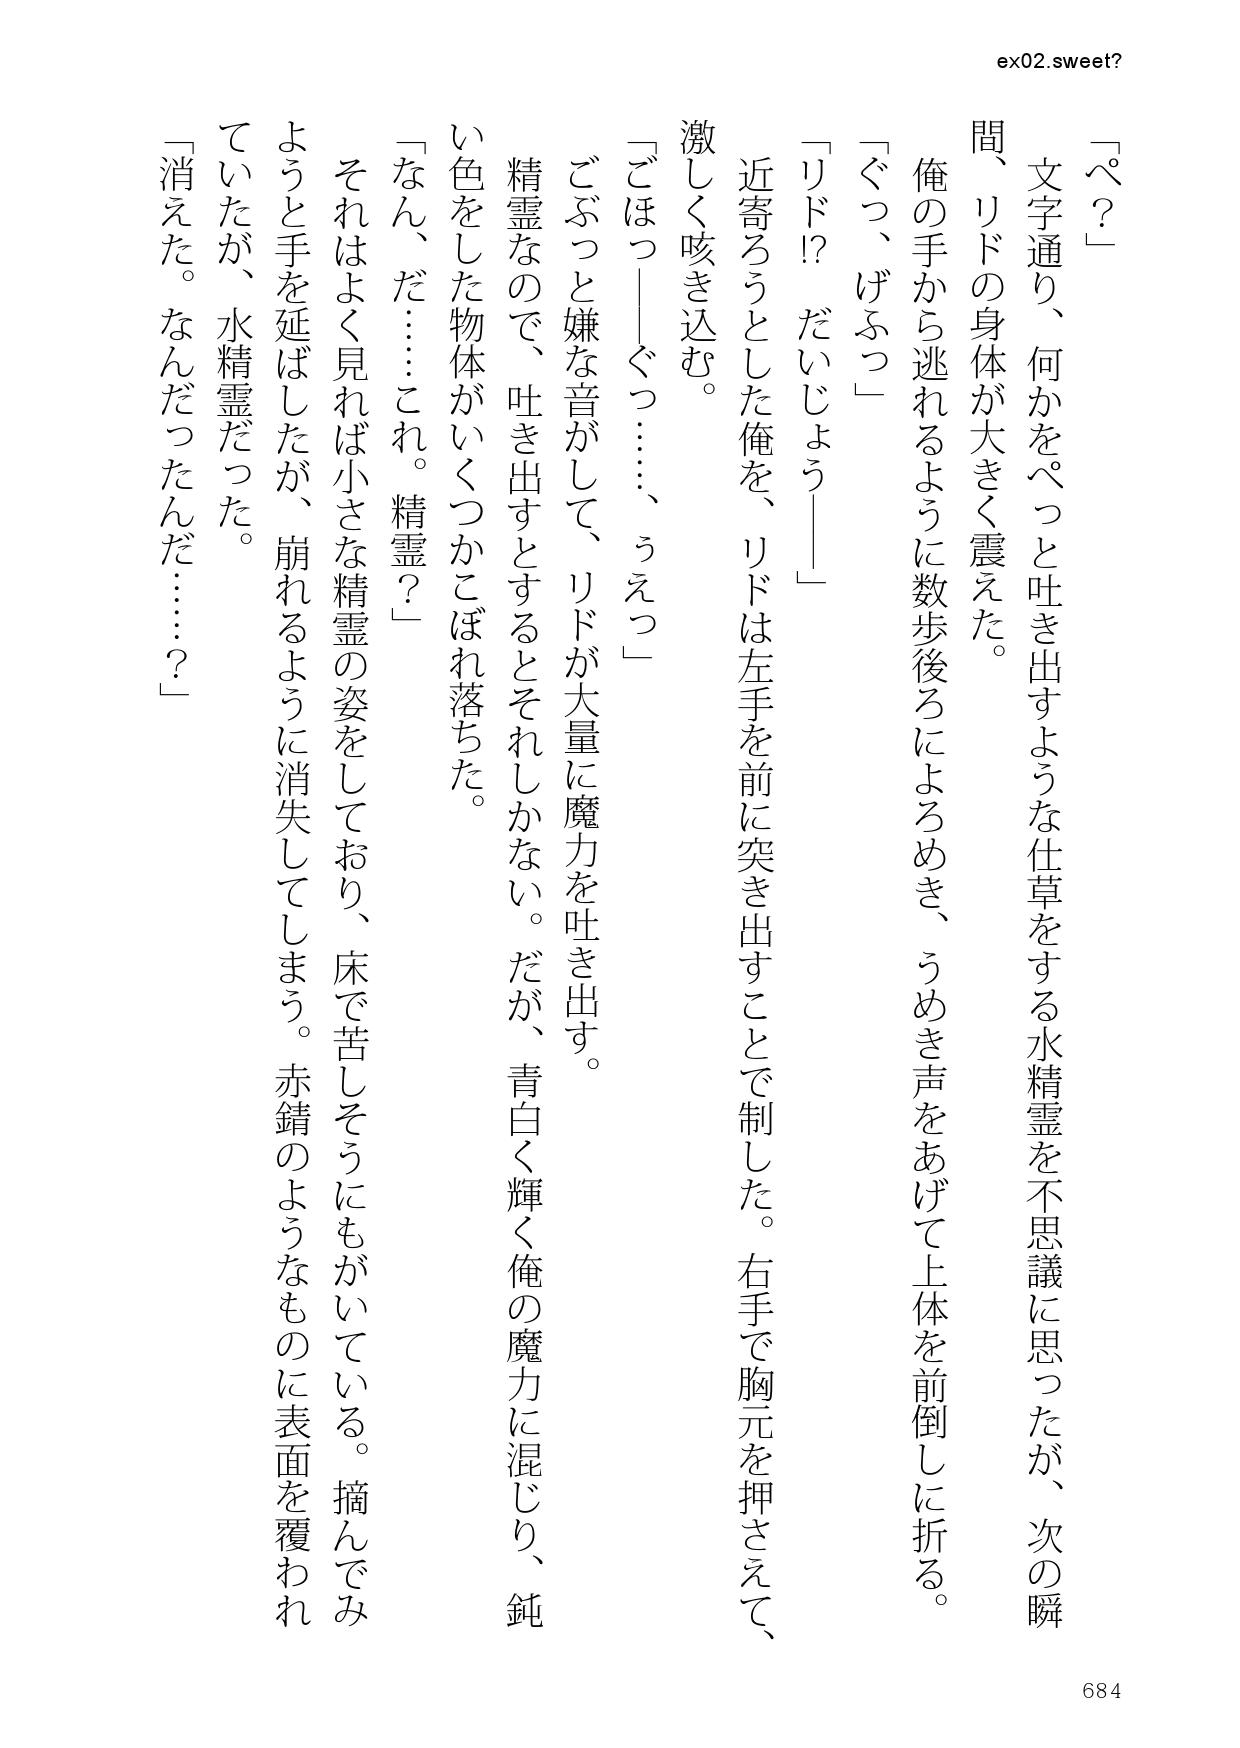 ex02.sweet?
「ぺ？」
　文字通り、何かをぺっと吐き出すような仕草をする水精霊を不思議に思ったが、次の瞬
間、リドの身体が大きく震えた。
　俺の手から逃れるように数歩後ろによろめき、うめき声をあげて上体を前倒しに折る。
「ぐっ、げふっ」
「リド!?　だいじょう――」
　近寄ろうとした俺を、リドは左手を前に突き出すことで制した。右手で胸元を押さえて、
激しく咳き込む。
「ごほっ――ぐっ……、うえっ」
　ごぶっと嫌な音がして、リドが大量に魔力を吐き出す。
　精霊なので、吐き出すとするとそれしかない。だが、青白く輝く俺の魔力に混じり、鈍
い色をした物体がいくつかこぼれ落ちた。
「なん、だ……これ。精霊？」
　それはよく見れば小さな精霊の姿をしており、床で苦しそうにもがいている。摘んでみ
ようと手を延ばしたが、崩れるように消失してしまう。赤錆のようなものに表面を覆われ
ていたが、水精霊だった。
「消えた。なんだったんだ……？」
684